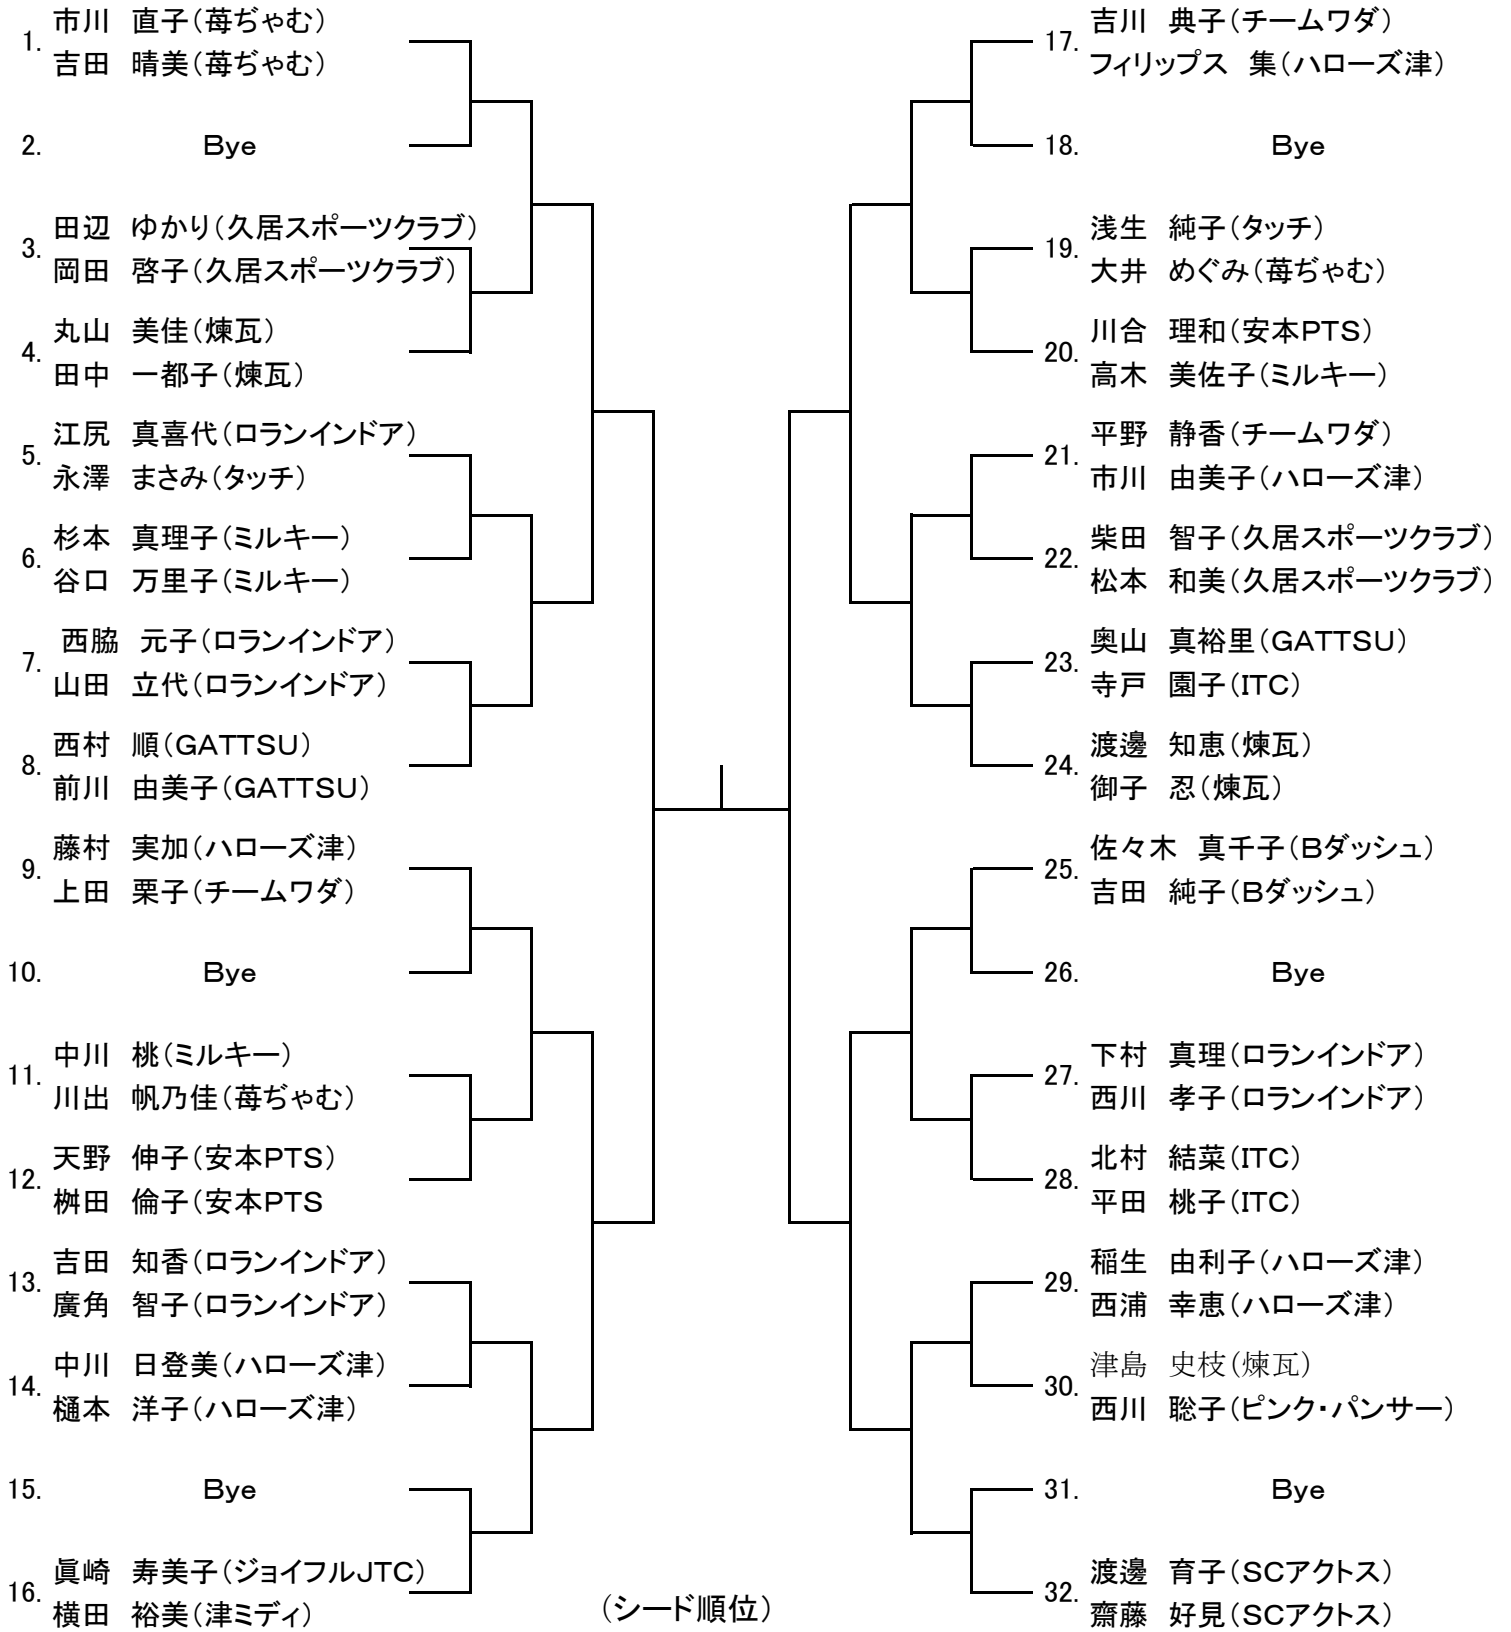 1. 市川　直子(苺ぢゃむ)
吉田　晴美(苺ぢゃむ)
2. Bye
3. 田辺　ゆかり(久居スポーツクラブ)
岡田　啓子(久居スポーツクラブ)
4. 丸山　美佳(煉瓦)
田中　一都子(煉瓦)
5. 江尻　真喜代(ロランインドア)
永澤　まさみ(タッチ)
6. 杉本　真理子(ミルキー)
谷口　万里子(ミルキー)
7. 西脇　元子(ロランインドア)
山田　立代(ロランインドア)
8. 西村　順(GATTSU)
前川　由美子(GATTSU)
9. 藤村　実加(ハローズ津)
上田　栗子(チームワダ)
10. Bye
11. 中川　桃(ミルキー)
川出　帆乃佳(苺ぢゃむ)
12. 天野　伸子(安本PTS)
桝田　倫子(安本PTS
13. 吉田　知香(ロランインドア)
廣角　智子(ロランインドア)
14. 中川　日登美(ハローズ津)
樋本　洋子(ハローズ津)
15. Bye
16. 眞崎　寿美子(ジョイフルJTC)
横田　裕美(津ミディ)
(シード順位)
17. 吉川　典子(チームワダ)
フィリップス　集(ハローズ津)
18. Bye
19. 浅生　純子(タッチ)
大井　めぐみ(苺ぢゃむ)
20. 川合　理和(安本PTS)
高木　美佐子(ミルキー)
21. 平野　静香(チームワダ)
市川　由美子(ハローズ津)
22. 柴田　智子(久居スポーツクラブ)
松本　和美(久居スポーツクラブ)
23. 奥山　真裕里(GATTSU)
寺戸　園子(ITC)
24. 渡邊　知恵(煉瓦)
御子　忍(煉瓦)
25. 佐々木　真千子(Bダッシュ)
吉田　純子(Bダッシュ)
26. Bye
27. 下村　真理(ロランインドア)
西川　孝子(ロランインドア)
28. 北村　結菜(ITC)
平田　桃子(ITC)
29. 稲生　由利子(ハローズ津)
西浦　幸恵(ハローズ津)
30. 津島　史枝(煉瓦)
西川　聡子(ピンク・パンサー)
31. Bye
32. 渡邊　育子(SCアクトス)
齋藤　好見(SCアクトス)